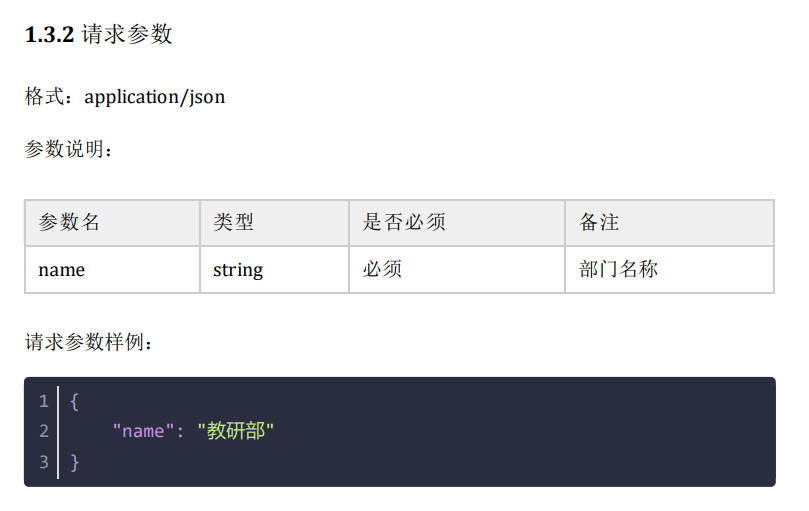 1.3.2 请求参数
格式：application/json
参数说明：
参数名 类型 是否必须 备注
name string 必须 部门名称
请求参数样例：
1 {
2 "name": "教研部"
3 }